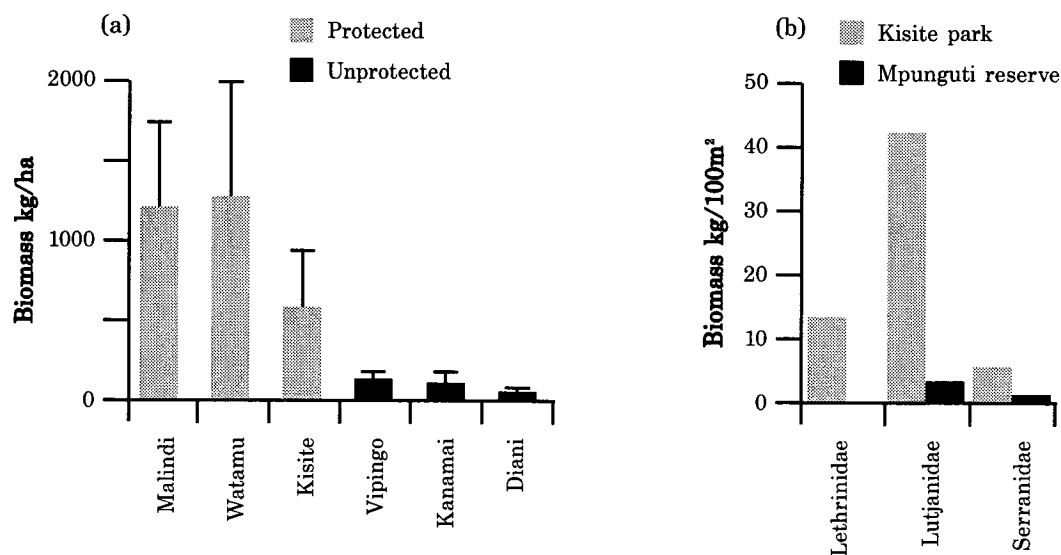 (a)
Protected
Unprotected
Biomass kg/ha
2000
1000
0
Malindi
Watamu
Kisite
Vipingo
Kanamai
Diani
(b)
Kisite park
Mpunguti reserve
Biomass kg/100m²
50
40
30
20
10
0
Lethrinidae
Lutjanidae
Serranidae